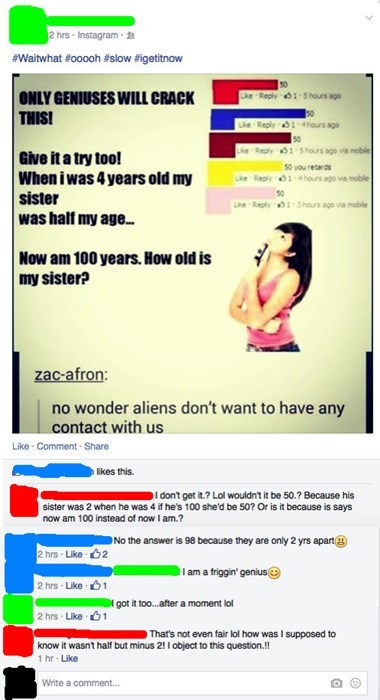 2 hrs · Instagram ·
#Waitwhat #ooooh #slow #igetitnow
ONLY GENIUSES WILL CRACK
THIS!
Give it a try too!
When i was 4 years old my
sister
was half my age...
Now am 100 years. How old is
my sister?
50
Like · Reply · 1 · 5 hours ago
50
Like · Reply · 1 · 4 hours ago
50
Like · Reply · 1 · 5 hours ago via mobile
50 you retards
Like · Reply · 1 · 4 hours ago via mobile
50
Like · Reply · 1 · 3 hours ago via mobile
zac-afron:
no wonder aliens don't want to have any
contact with us
Like · Comment · Share
likes this.
I don't get it.? Lol wouldn't it be 50.? Because his
sister was 2 when he was 4 if he's 100 she'd be 50? Or is it because is says
now am 100 instead of now I am.?
No the answer is 98 because they are only 2 yrs apart
2 hrs · Like · 2
I am a friggin' genius
2 hrs · Like · 1
I got it too...after a moment lol
2 hrs · Like · 1
That's not even fair lol how was I supposed to
know it wasn't half but minus 2! I object to this question.!!
1 hr · Like
Write a comment...